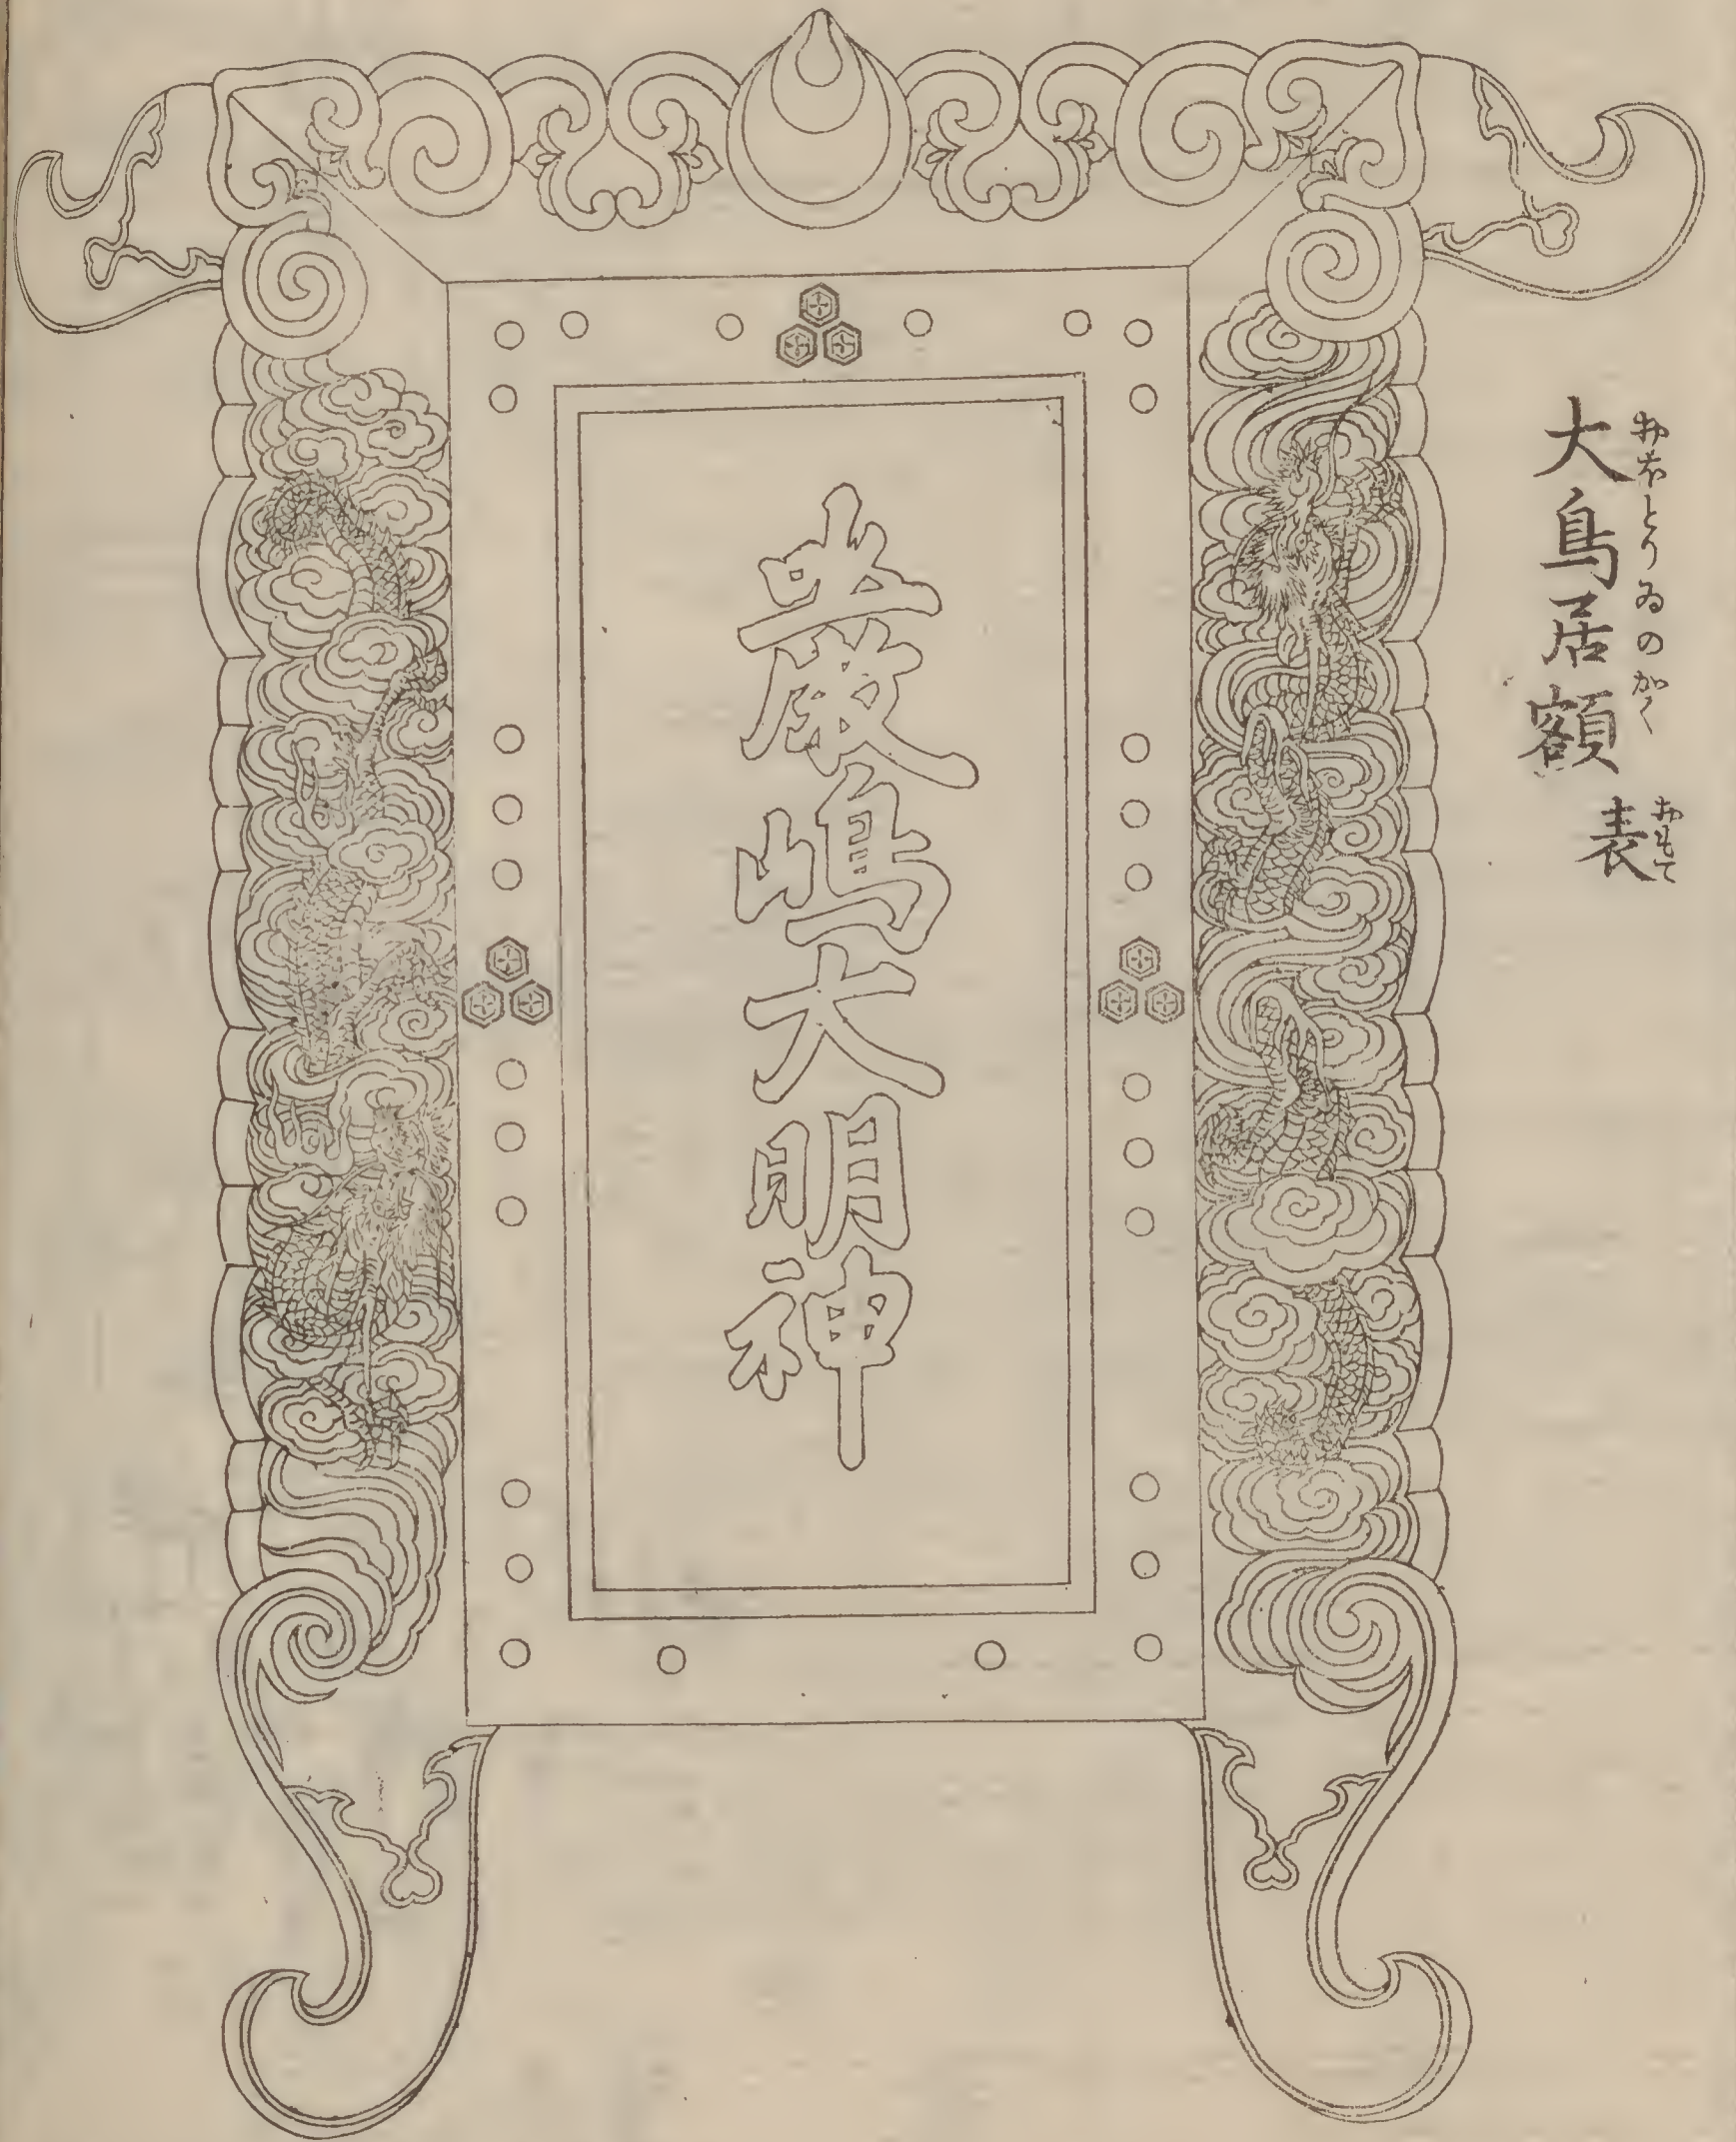 大鳥居額 表
おほとりゐのがく おもて
嚴嶋大明神